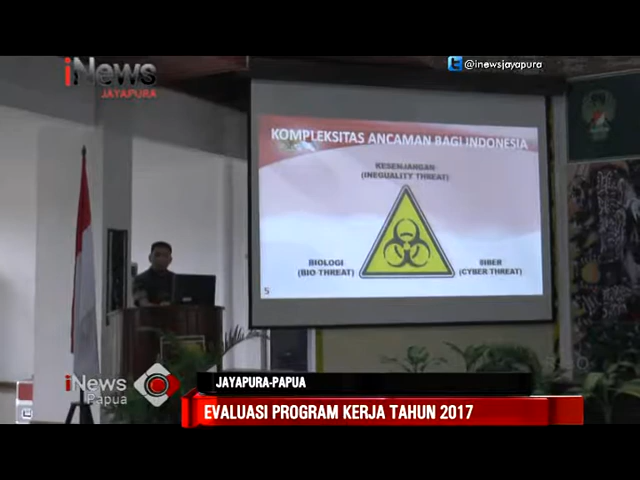 iNews
JAYAPURA
@inewsjayapura
KOMPLEKSITAS ANCAMAN BAGI INDONESIA
KESENJANGAN
(INEQUALITY THREAT)
BIOLOGI
(BIO THREAT)
SIBER
(CYBER THREAT)
5
iNews
Papua
JAYAPURA-PAPUA
EVALUASI PROGRAM KERJA TAHUN 2017